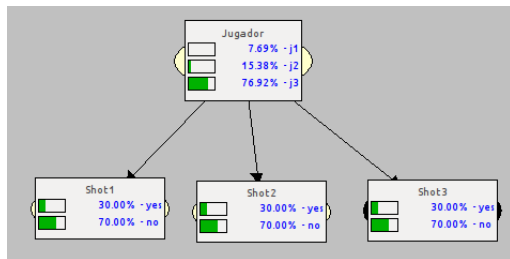 Jugador
7.69% - j1
15.38% - j2
76.92% - j3
Shot1
30.00% - yes
70.00% - no
Shot2
30.00% - yes
70.00% - no
Shot3
30.00% - yes
70.00% - no